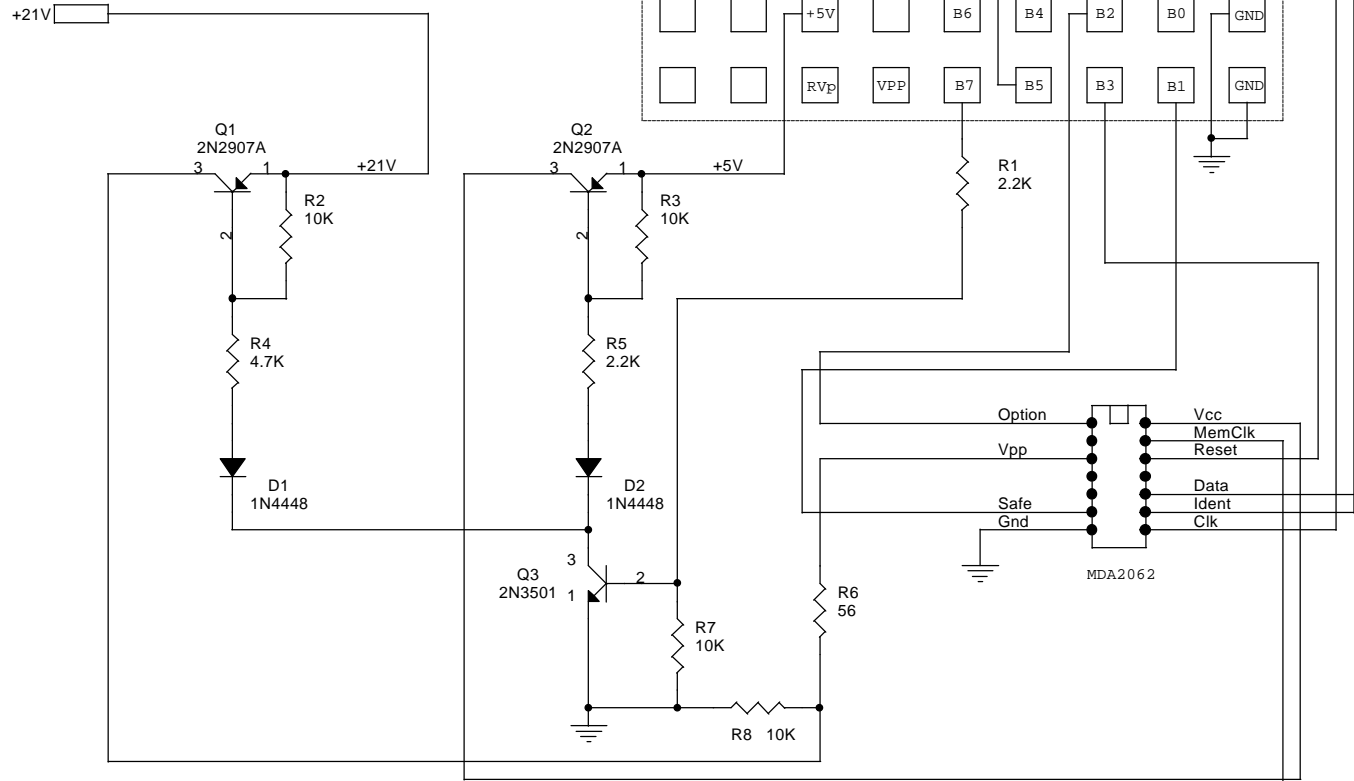 +21V
+5V B6 B4 B2 B0 GND
RVp VPP B7 B5 B3 B1 GND
Q1
2N2907A
3 1 +21V
2
R2
10K
R4
4.7K
D1
1N4448
Q2
2N2907A
3 1 +5V
2
R3
10K
R5
2.2K
D2
1N4448
R1
2.2K
Q3
2N3501
3
1
2
R7
10K
R8 10K
R6
56
Option Vcc
MemClk
Vpp Reset
Data
Safe Ident
Gnd Clk
MDA2062